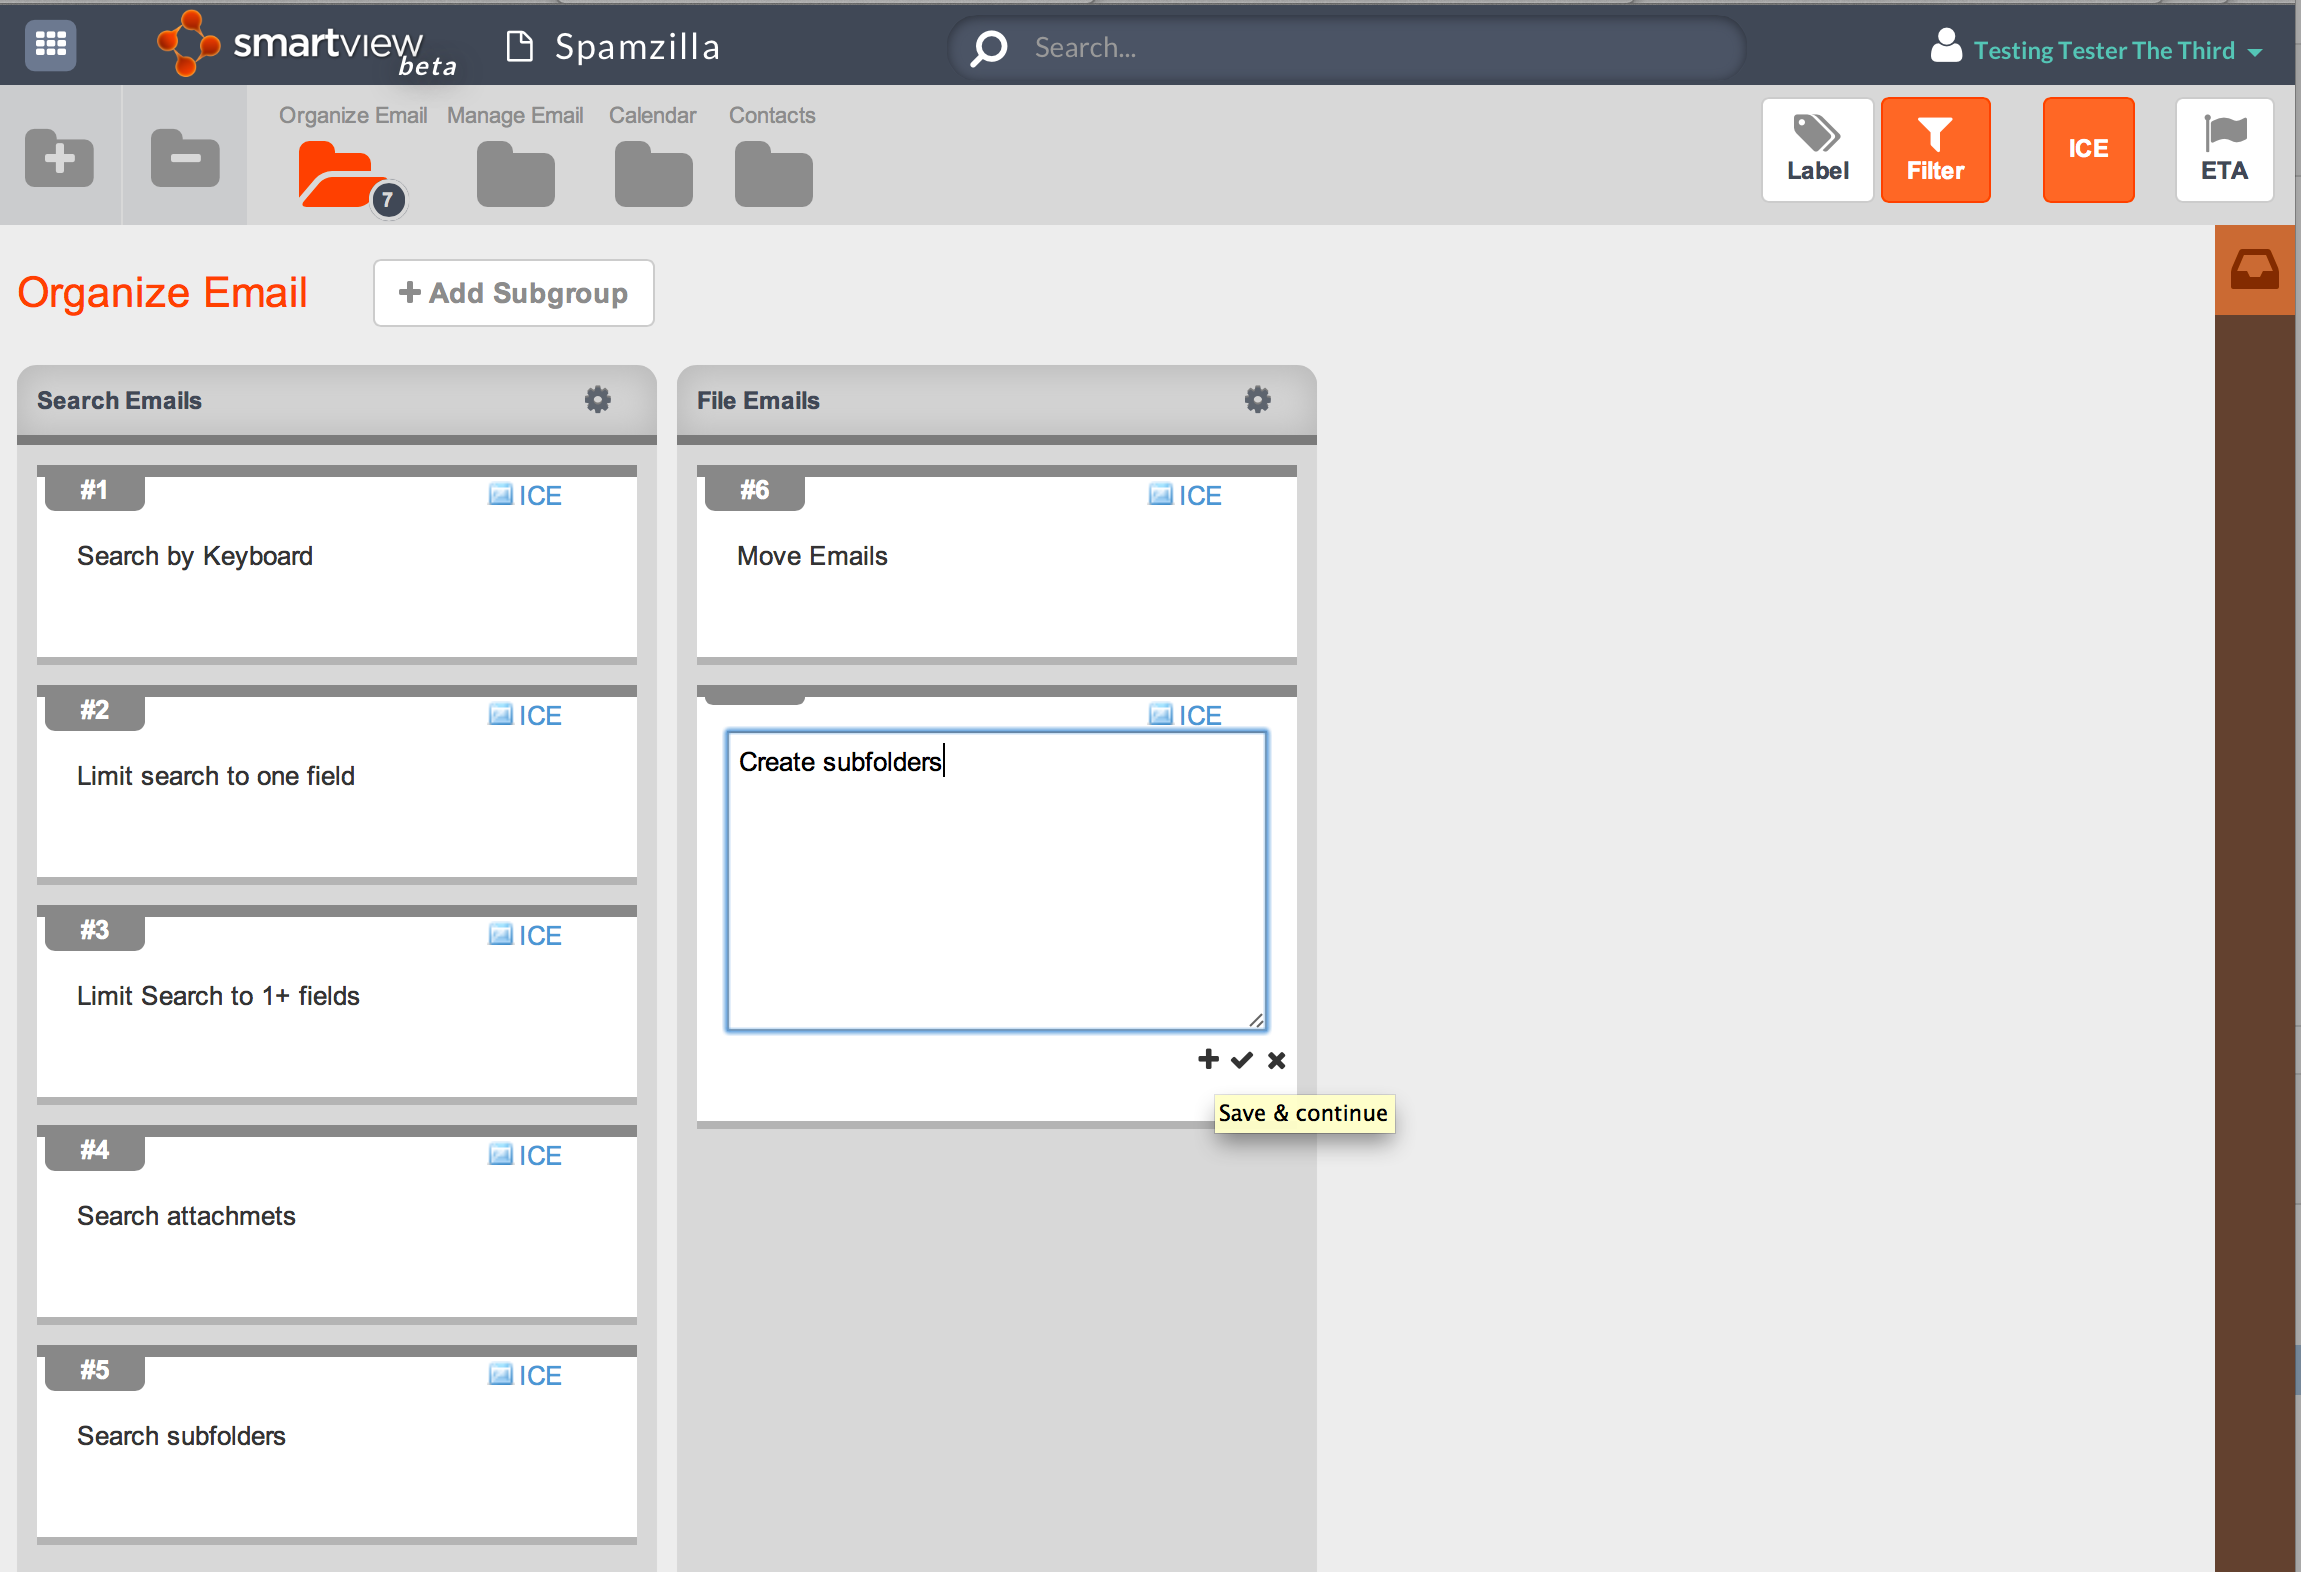 smartview
beta
Spamzilla
Search...
Testing Tester The Third
Organize Email
Manage Email
Calendar
Contacts
7
Label
Filter
ICE
ETA
Organize Email
Add Subgroup
Search Emails
#1
ICE
Search by Keyboard
#2
ICE
Limit search to one field
#3
ICE
Limit Search to 1+ fields
#4
ICE
Search attachmets
#5
ICE
Search subfolders
File Emails
#6
ICE
Move Emails
ICE
Create subfolders
Save & continue